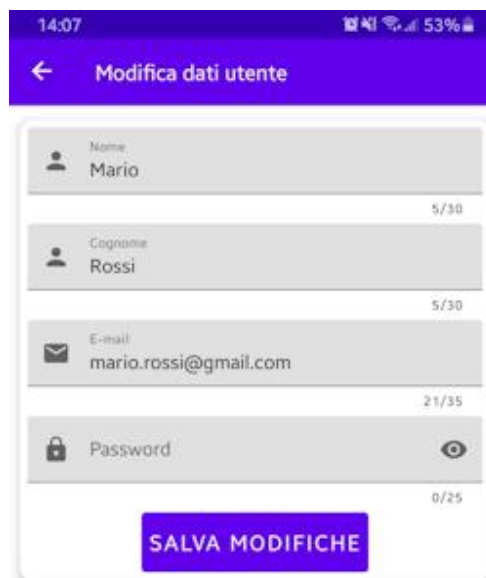 14:07 53%
Modifica dati utente
Nome
Mario
5/30
Cognome
Rossi
5/30
E-mail
mario.rossi@gmail.com
21/35
Password
0/25
SALVA MODIFICHE